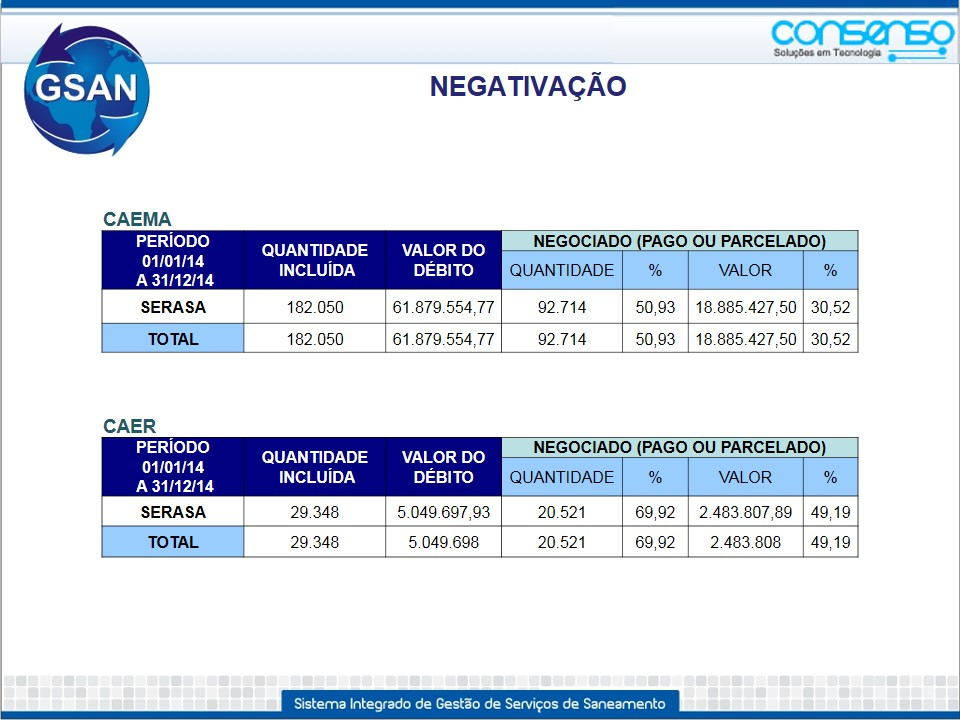 GSAN
consenso
Soluções em Tecnologia
NEGATIVAÇÃO
CAEMA
PERÍODO 01/01/14 A 31/12/14 QUANTIDADE INCLUÍDA VALOR DO DÉBITO NEGOCIADO (PAGO OU PARCELADO)
QUANTIDADE % VALOR %
SERASA 182.050 61.879.554,77 92.714 50,93 18.885.427,50 30,52
TOTAL 182.050 61.879.554,77 92.714 50,93 18.885.427,50 30,52
CAER
PERÍODO 01/01/14 A 31/12/14 QUANTIDADE INCLUÍDA VALOR DO DÉBITO NEGOCIADO (PAGO OU PARCELADO)
QUANTIDADE % VALOR %
SERASA 29.348 5.049.697,93 20.521 69,92 2.483.807,89 49,19
TOTAL 29.348 5.049.698 20.521 69,92 2.483.808 49,19
Sistema Integrado de Gestão de Serviços de Saneamento